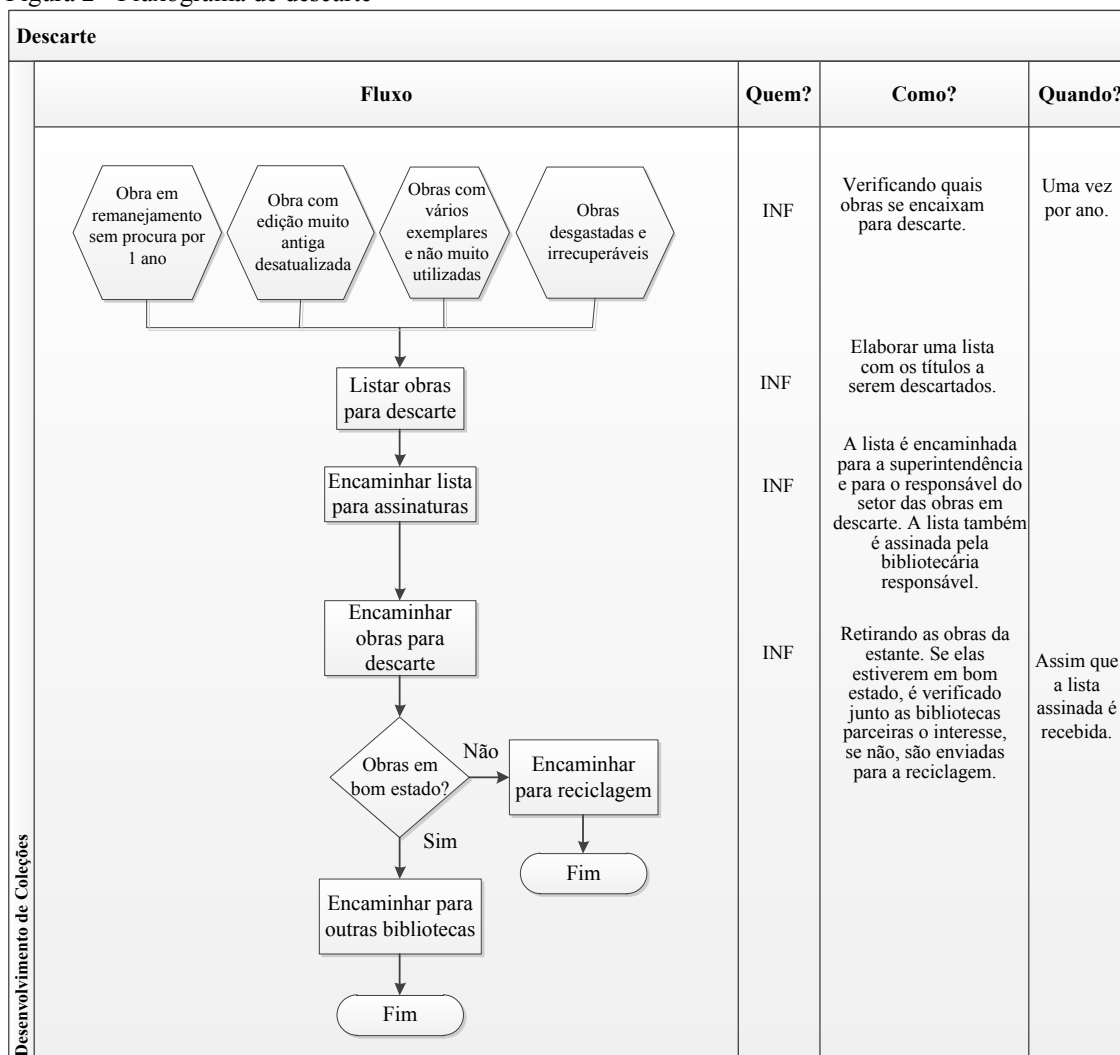 Descarte
Fluxo
Quem?
Como?
Quando?
Obra em
remanejamento
sem procura por
1 ano
Obra com
edição muito
antiga
desatualizada
Obras com
vários
exemplares
e não muito
utilizadas
Obras
desgastadas e
irrecuperáveis
INF
Verificando quais
obras se encaixam
para descarte.
Uma vez
por ano.
Listar obras
para descarte
INF
Elaborar uma lista
com os títulos a
serem descartados.
Encaminhar lista
para assinaturas
INF
A lista é encaminhada
para a superintendência
e para o responsável do
setor das obras em
descarte. A lista também
é assinada pela
bibliotecária
responsável.
Encaminhar
obras para
descarte
INF
Retirando as obras da
estante. Se elas
estiverem em bom
estado, é verificado
junto as bibliotecas
parceiras o interesse,
se não, são enviadas
para a reciclagem.
Assim que
a lista
assinada é
recebida.
Obras em
bom estado?
Não
Encaminhar
para reciclagem
Fim
Sim
Encaminhar para
outras bibliotecas
Fim
Desenvolvimento de Coleções